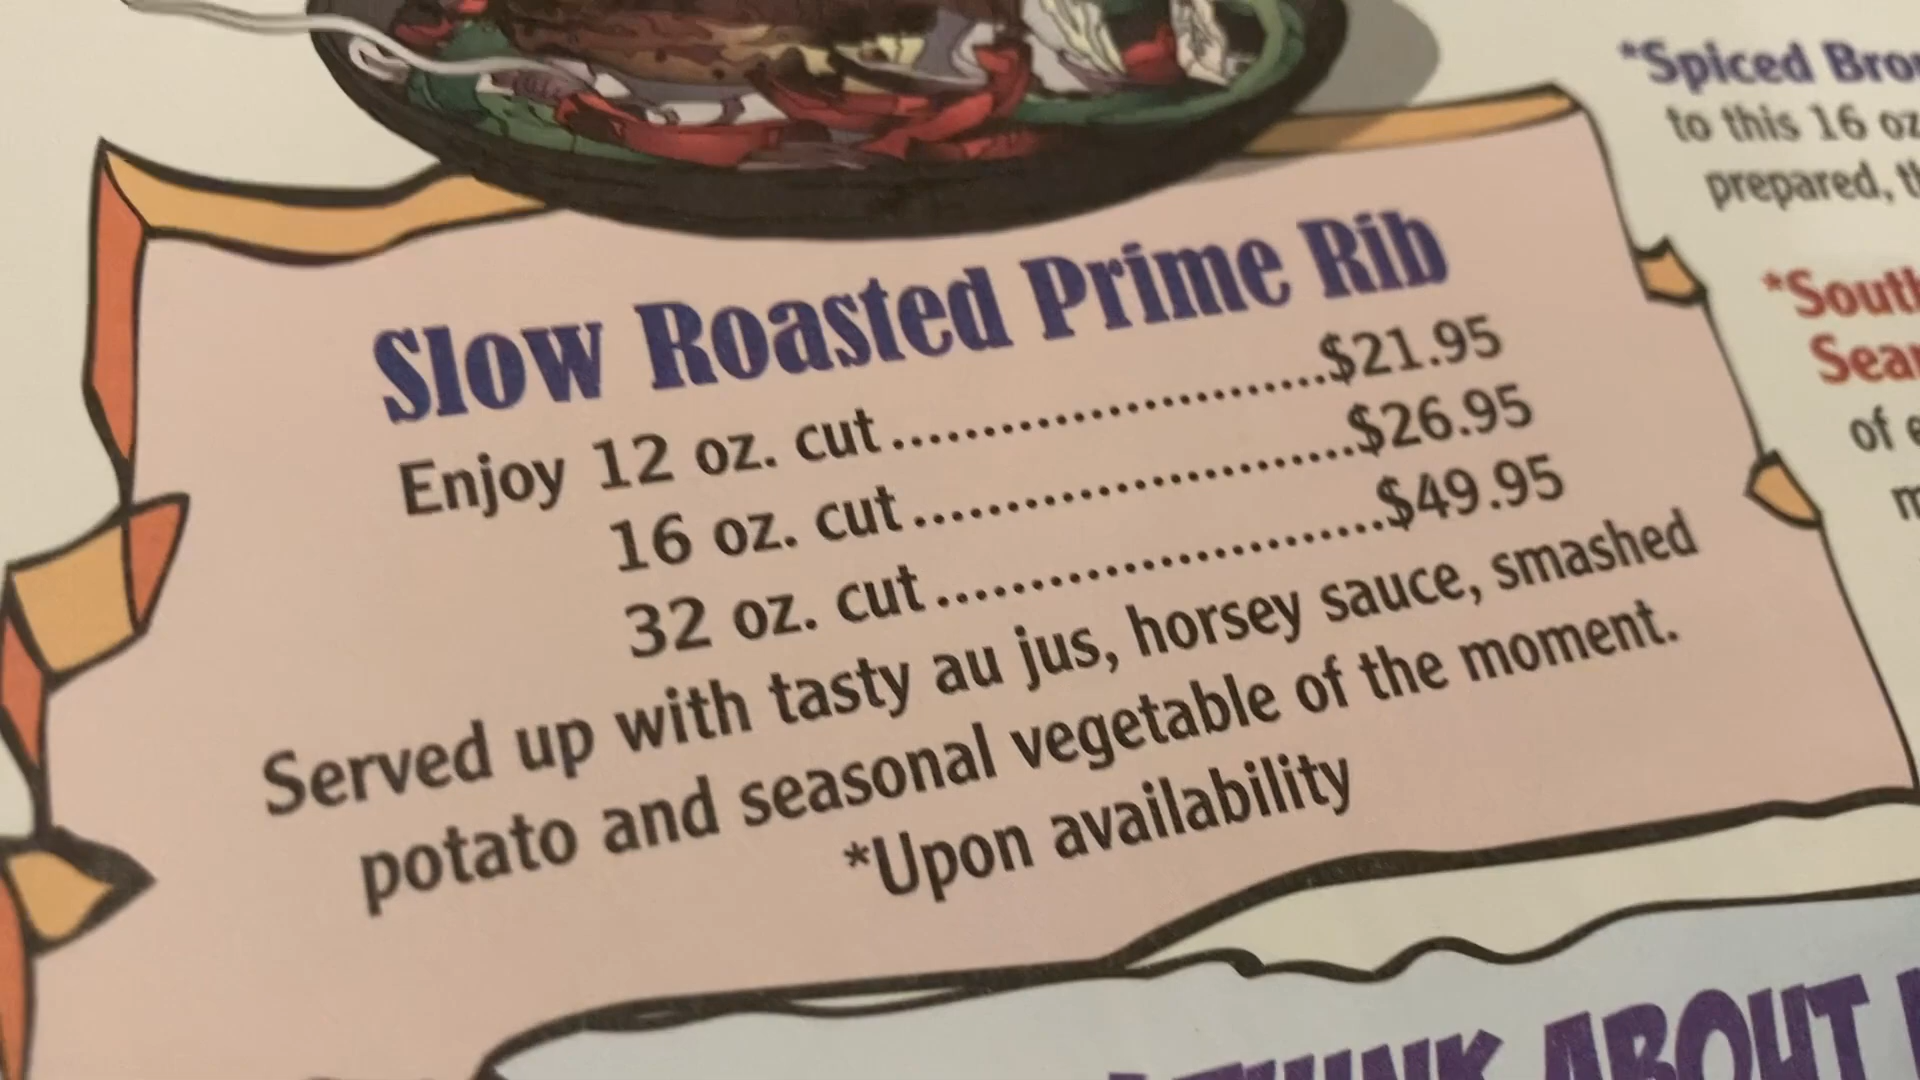 Slow Roasted Prime Rib
Enjoy 12 oz. cut........................$21.95
16 oz. cut........................$26.95
32 oz. cut........................$49.95
Served up with tasty au jus, horsey sauce, smashed
potato and seasonal vegetable of the moment.
*Upon availability
*Spiced
to this 16 oz
prepared,
*South
of
ABOUT